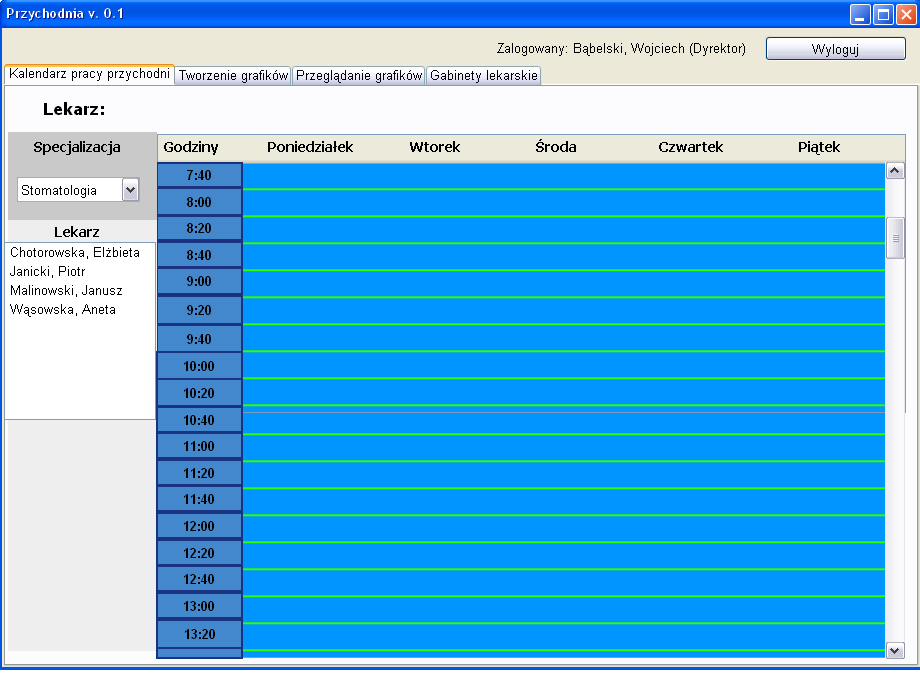 Przychodnia v. 0.1
Zalogowany: Bąbelski, Wojciech (Dyrektor)
Wyloguj
Kalendarz pracy przychodni
Tworzenie grafików
Przeglądanie grafików
Gabinety lekarskie
Lekarz:
Specjalizacja
Stomatologia
Lekarz
Chotorowska, Elżbieta
Janicki, Piotr
Malinowski, Janusz
Wąsowska, Aneta
Godziny Poniedziałek Wtorek Środa Czwartek Piątek
7:40
8:00
8:20
8:40
9:00
9:20
9:40
10:00
10:20
10:40
11:00
11:20
11:40
12:00
12:20
12:40
13:00
13:20